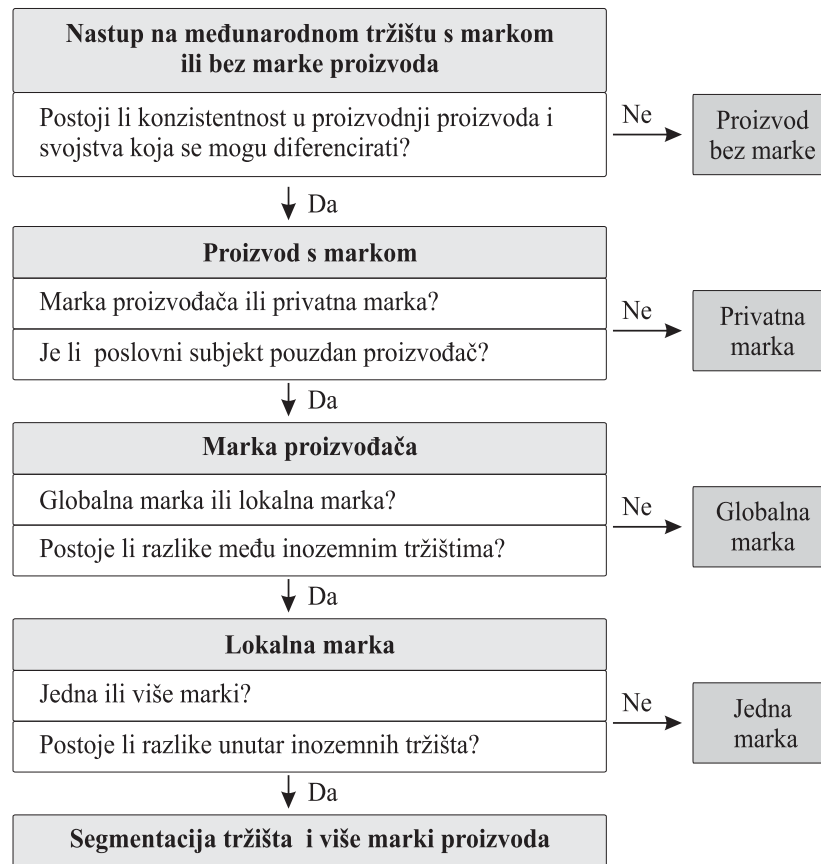 Nastup na međunarodnom tržištu s markom
ili bez marke proizvoda
Postoji li konzistentnost u proizvodnji proizvoda i
svojstva koja se mogu diferencirati?
Ne
Proizvod
bez marke
Da
Proizvod s markom
Marka proizvođača ili privatna marka?
Je li poslovni subjekt pouzdan proizvođač?
Ne
Privatna
marka
Da
Marka proizvođača
Globalna marka ili lokalna marka?
Postoje li razlike među inozemnim tržištima?
Ne
Globalna
marka
Da
Lokalna marka
Jedna ili više marki?
Postoje li razlike unutar inozemnih tržišta?
Ne
Jedna
marka
Da
Segmentacija tržišta i više marki proizvoda